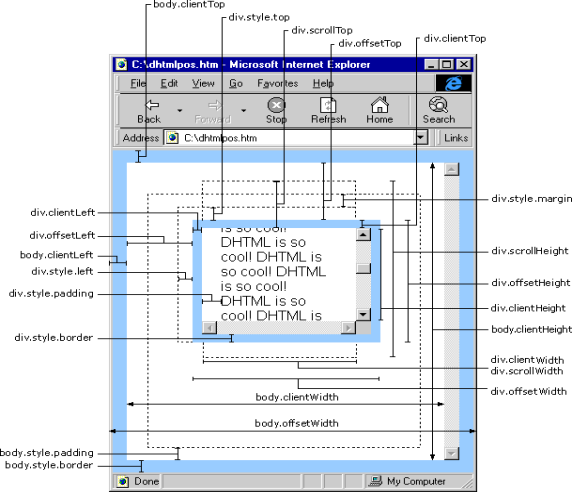 body.clientTop
div.style.top
div.scrollTop
div.offsetTop
div.clientTop
C:\dhtmlpos.htm - Microsoft Internet Explorer
File Edit View Go Favorites Help
Back Forward Stop Refresh Home Search
Address C:\dhtmlpos.htm Links
div.style.margin
div.clientLeft
div.offsetLeft
body.clientLeft
div.style.left
div.style.padding
div.style.border
is so cool!
DHTML is so
cool! DHTML is
so cool! DHTML
is so cool!
DHTML is so
cool! DHTML is
div.scrollHeight
div.offsetHeight
div.clientHeight
body.clientHeight
div.clientWidth
div.scrollWidth
div.offsetWidth
body.clientWidth
body.offsetWidth
body.style.padding
body.style.border
Done My Computer